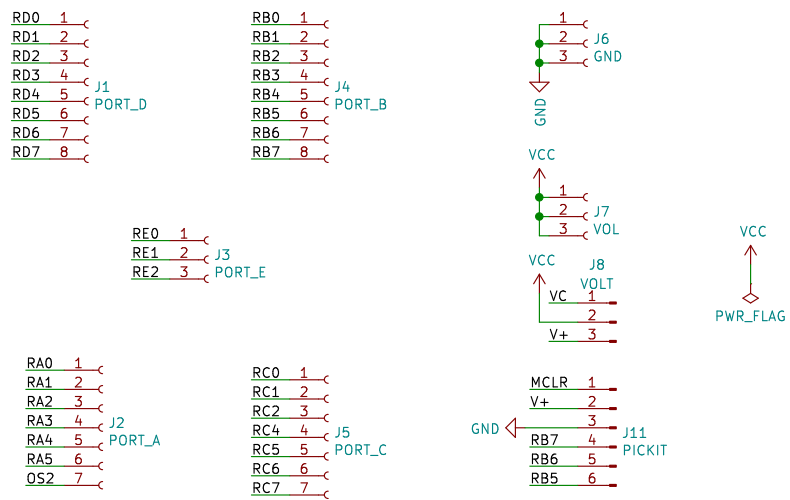 RD0 1
RD1 2
RD2 3
RD3 4
RD4 5
RD5 6
RD6 7
RD7 8
J1
PORT_D
RB0 1
RB1 2
RB2 3
RB3 4
RB4 5
RB5 6
RB6 7
RB7 8
J4
PORT_B
1
2
3
J6
GND
GND
VCC
1
2
3
J7
VOL
RE0 1
RE1 2
RE2 3
J3
PORT_E
VCC
J8
VOLT
VC 1
2
V+ 3
VCC
PWR_FLAG
RA0 1
RA1 2
RA2 3
RA3 4
RA4 5
RA5 6
OS2 7
J2
PORT_A
RC0 1
RC1 2
RC2 3
RC4 4
RC5 5
RC6 6
RC7 7
J5
PORT_C
MCLR 1
V+ 2
GND 3
RB7 4
RB6 5
RB5 6
J11
PICKIT